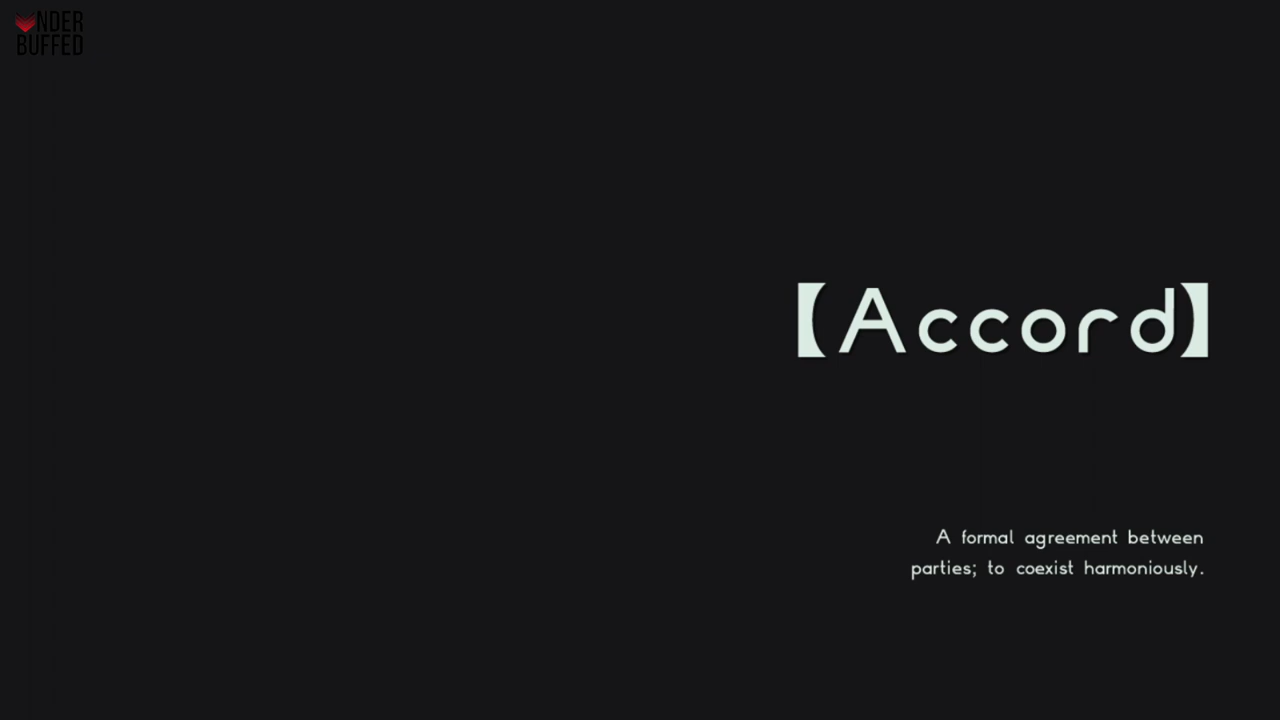 UNDER
BUFFED
【Accord】
A formal agreement between
parties; to coexist harmoniously.